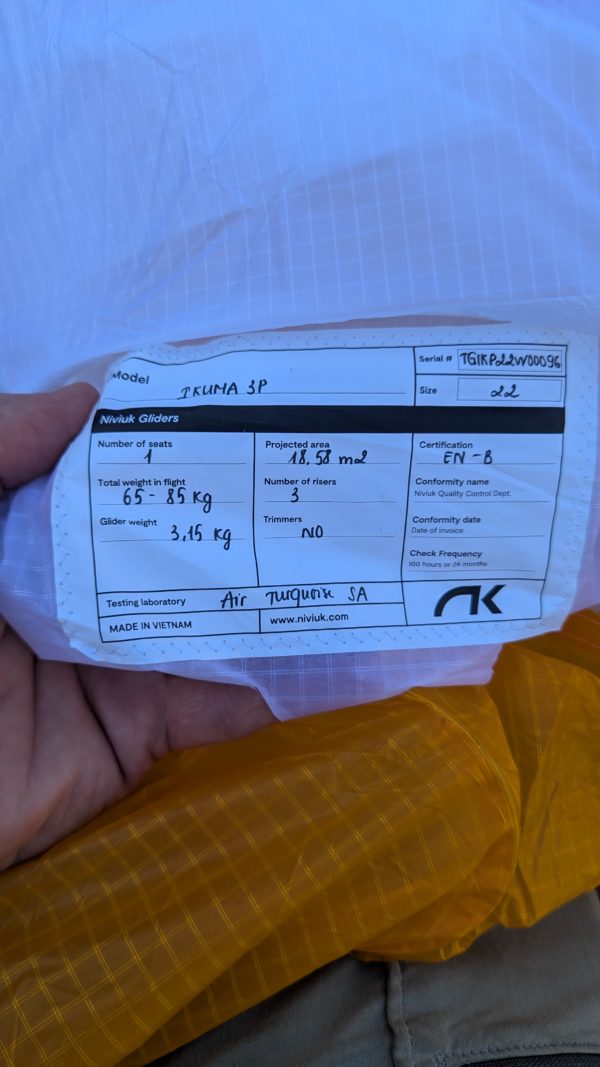 Model IKUMA 3P
Serial # TGIKP22W00096
Size 22
Niviuk Gliders
Number of seats
1
Total weight in flight
65 - 85 kg
Glider weight
3,15 kg
Projected area
18,58 m2
Number of risers
3
Trimmers
NO
Certification
EN - B
Conformity name
Niviuk Quality Control Dept.
Conformity date
Date of invoice
Check Frequency
100 hours or 24 months
Testing laboratory Air Turquoise SA
MADE IN VIETNAM
www.niviuk.com